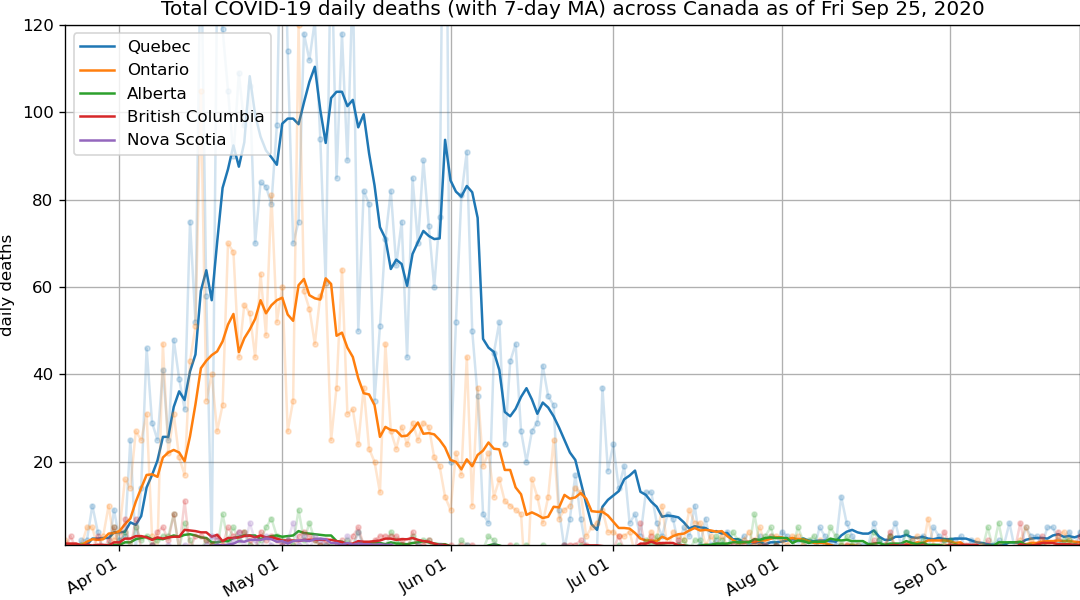 Total COVID-19 daily deaths (with 7-day MA) across Canada as of Fri Sep 25, 2020
120
100
80
60
40
20
daily deaths
Quebec
Ontario
Alberta
British Columbia
Nova Scotia
Apr 01
May 01
Jun 01
Jul 01
Aug 01
Sep 01